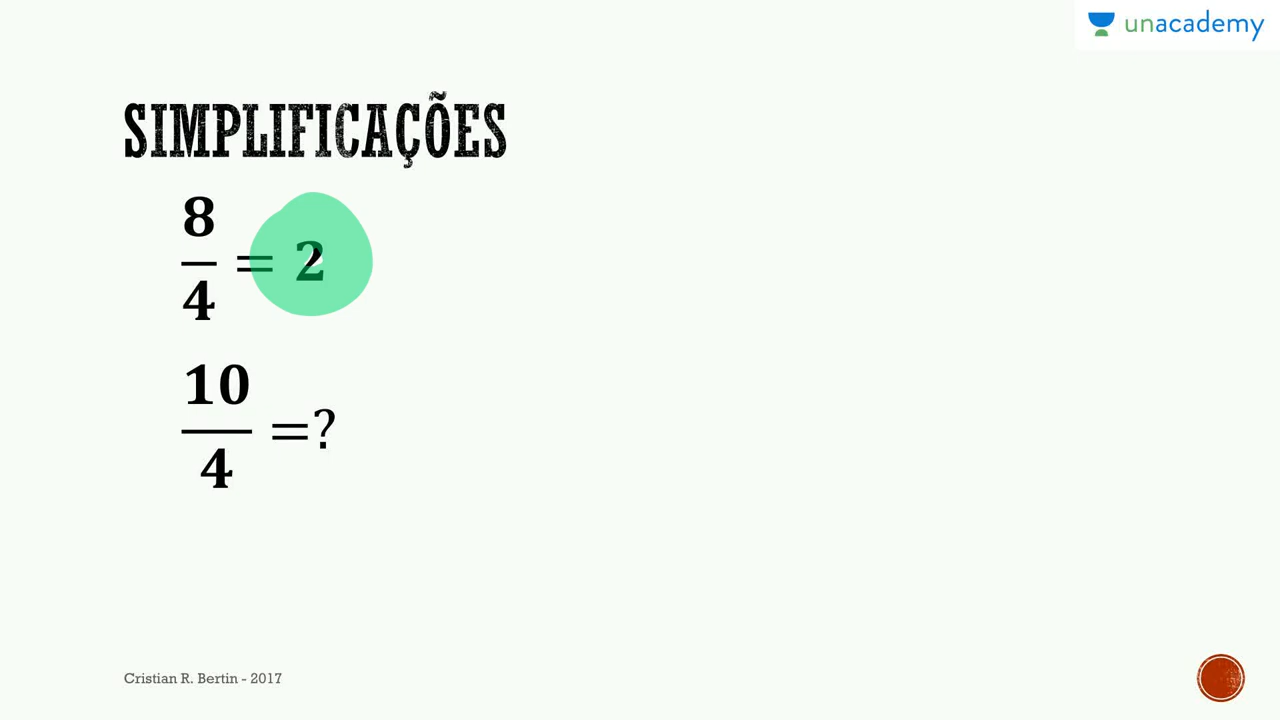 unacademy
SIMPLIFICAÇÕES
8
4
= 2
10
4
=?
Cristian R. Bertin - 2017